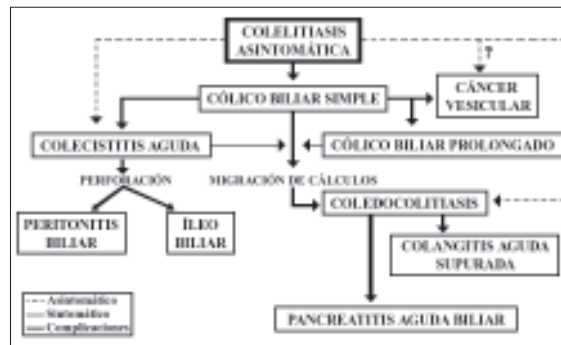 COLELITIASIS
ASINTOMÁTICA
?
CÓLICO BILIAR SIMPLE
CÁNCER
VESICULAR
COLECISTITIS AGUDA
CÓLICO BILIAR PROLONGADO
PERFORACIÓN
MIGRACIÓN DE CÁLCULOS
COLEDOCOLITIASIS
PERITONITIS
BILIAR
ÍLEO
BILIAR
COLANGITIS AGUDA
SUPURADA
Asintomático
Sintomático
Complicaciones
PANCREATITIS AGUDA BILIAR